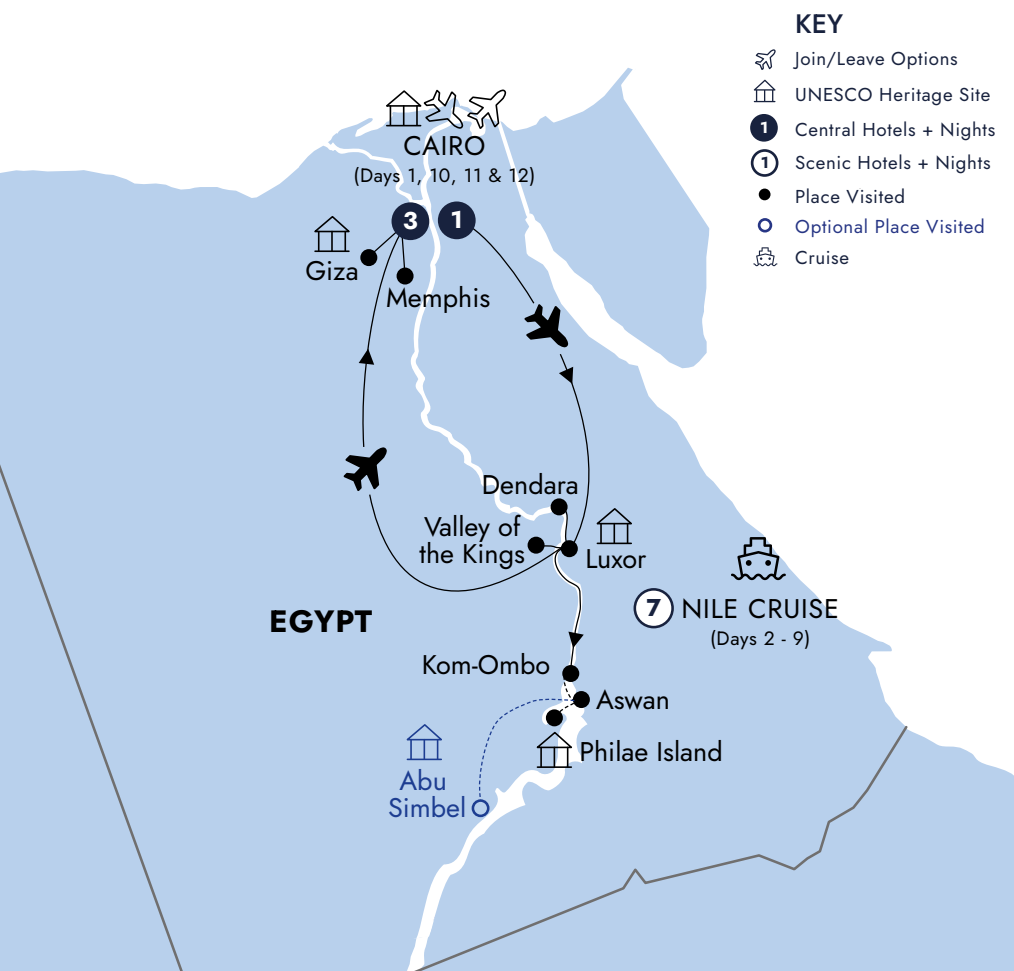 KEY
Join/Leave Options
UNESCO Heritage Site
1 Central Hotels + Nights
1 Scenic Hotels + Nights
Place Visited
Optional Place Visited
Cruise
CAIRO
(Days 1, 10, 11 & 12)
3 1
Giza
Memphis
Dendara
Valley of
the Kings
Luxor
7 NILE CRUISE
(Days 2 - 9)
EGYPT
Kom-Ombo
Aswan
Philae Island
Abu
Simbel